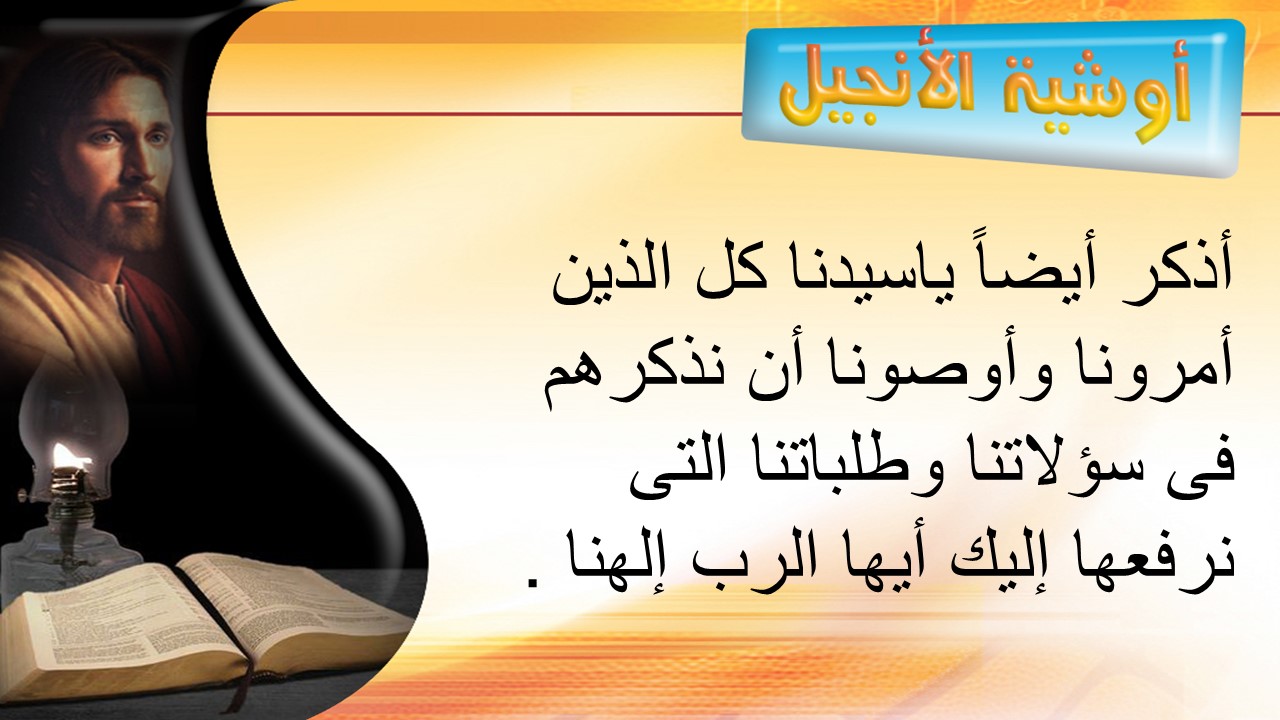 أوشية الأنجيل
أذكر أيضاً ياسيدنا كل الذين
أمرونا وأوصونا أن نذكرهم
فى سؤلاتنا وطلباتنا التى
نرفعها إليك أيها الرب إلهنا .